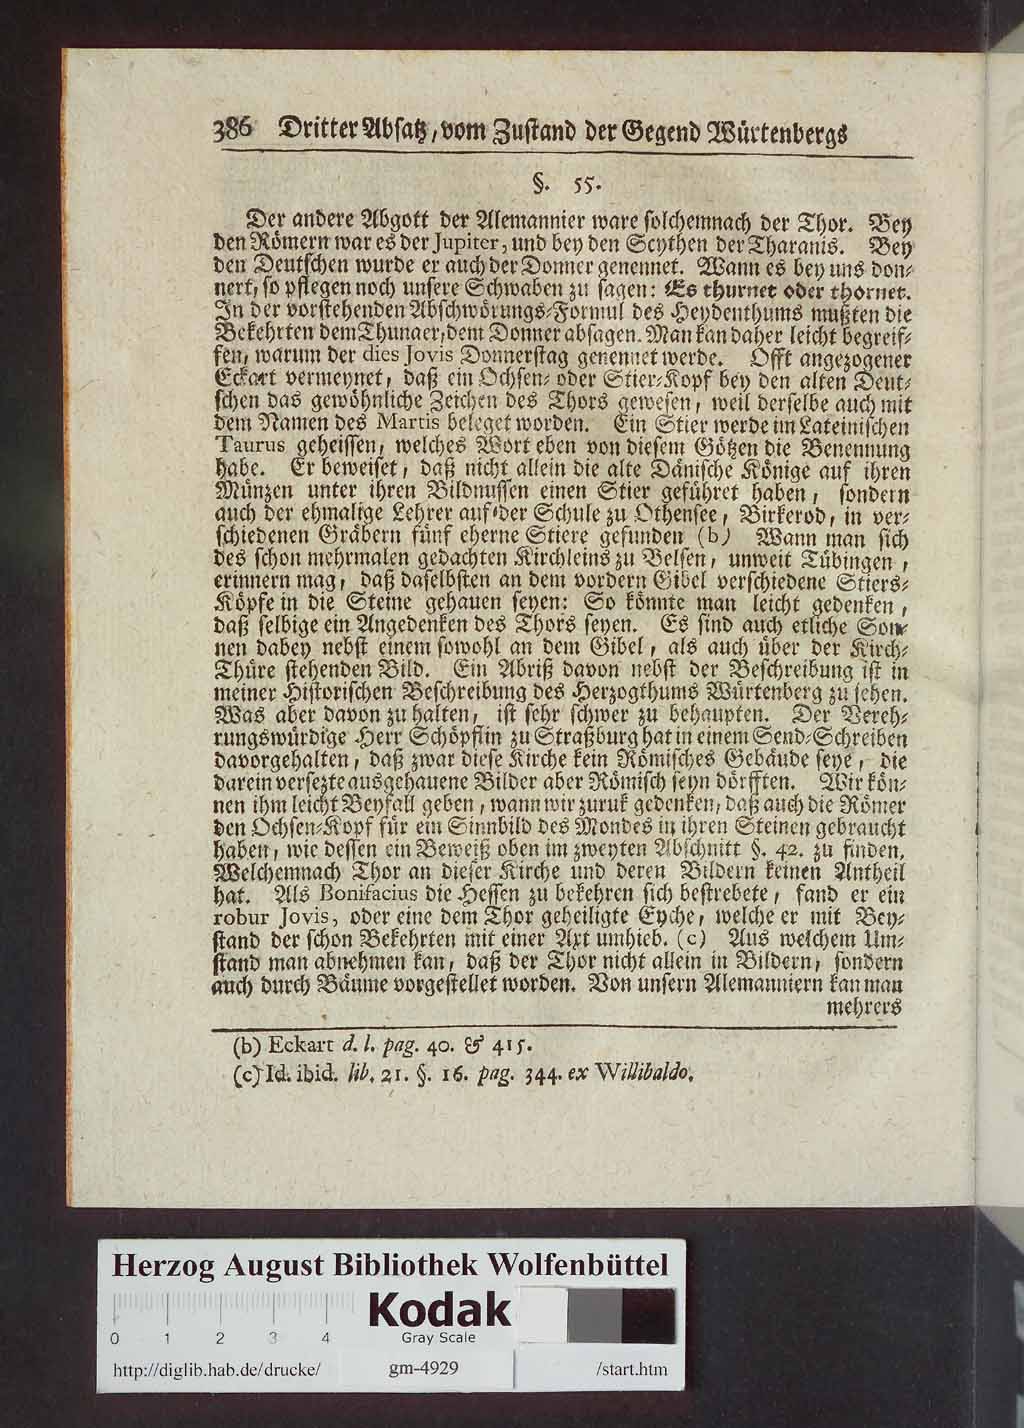 386 Dritter Absatz, vom Zustand der Gegend Würtenbergs
§. 55.
Der andere Abgott der Alemannier ware solchemnach der Thor. Bey
den Römern war es der Jupiter, und bey den Scythen der Tharanis. Bey
den Deutschen wurde er auch der Donner genennet. Wann es bey uns don-
nert, so pflegen noch unsere Schwaben zu sagen: Es thurnet oder thornet.
In der vorstehenden Abschwörungs-Formul des Heydenthums mußten die
Bekehrten dem Thunaer, dem Donner absagen. Man kan daher leicht begreif-
fen, warum der dies Jovis Donnerstag genennet werde. Offt angezogener
Eckart vermeynet, daß ein Ochsen- oder Stier-Kopf bey den alten Deut-
schen das gewöhnliche Zeichen des Thors gewesen, weil derselbe auch mit
dem Namen des Martis beleget worden. Ein Stier werde im Lateinischen
Taurus geheissen, welches Wort eben von diesem Götzen die Benennung
habe. Er beweiset, daß nicht allein die alte Dänische Könige auf ihren
Münzen unter ihren Bildnussen einen Stier geführet haben, sondern
auch der ehmalige Lehrer auf der Schule zu Othensee, Birkerod, in ver-
schiedenen Gräbern fünf eherne Stiere gefunden (b) Wann man sich
des schon mehrmalen gedachten Kirchleins zu Belsen, unweit Tübingen,
erinnern mag, daß daselbsten an dem vordern Gibel verschiedene Stiers-
Köpfe in die Steine gehauen seyen: So könnte man leicht gedenken,
daß selbige ein Angedenken des Thors seyen. Es sind auch etliche Son-
nen dabey nebst einem sowohl an dem Gibel, als auch über der Kirch-
Thüre stehenden Bild. Ein Abriß davon nebst der Beschreibung ist in
meiner Historischen Beschreibung des Herzogthums Würtenberg zu sehen.
Was aber davon zu halten, ist sehr schwer zu behaupten. Der Vereh-
rungswürdige Herr Schöpflin zu Straßburg hat in einem Send-Schreiben
davorgehalten, daß zwar diese Kirche kein Römisches Gebäude seye, die
darein versezte ausgehauene Bilder aber Römisch seyn dörfften. Wir kön-
nen ihm leicht Beyfall geben, wann wir zuruk gedenken, daß auch die Römer
den Ochsen-Kopf für ein Sinnbild des Mondes in ihren Steinen gebraucht
haben, wie dessen ein Beweiß oben im zweyten Abschnitt §. 42. zu finden.
Welchemnach Thor an dieser Kirche und deren Bildern keinen Antheil
hat. Als Bonifacius die Hessen zu bekehren sich bestrebete, fand er ein
robur Jovis, oder eine dem Thor geheiligte Eyche, welche er mit Bey-
stand der schon Bekehrten mit einer Axt umhieb. (c) Aus welchem Um-
stand man abnehmen kan, daß der Thor nicht allein in Bildern, sondern
auch durch Bäume vorgestellet worden. Von unsern Alemanniern kan man
mehrers
(b) Eckart d. l. pag. 40. & 415.
(c) Id. ibid. lib. 21. §. 16. pag. 344. ex Willibaldo.
Herzog August Bibliothek Wolfenbüttel
0 1 2 3 4
Kodak
Gray Scale
http://diglib.hab.de/drucke/ gm-4929 /start.htm